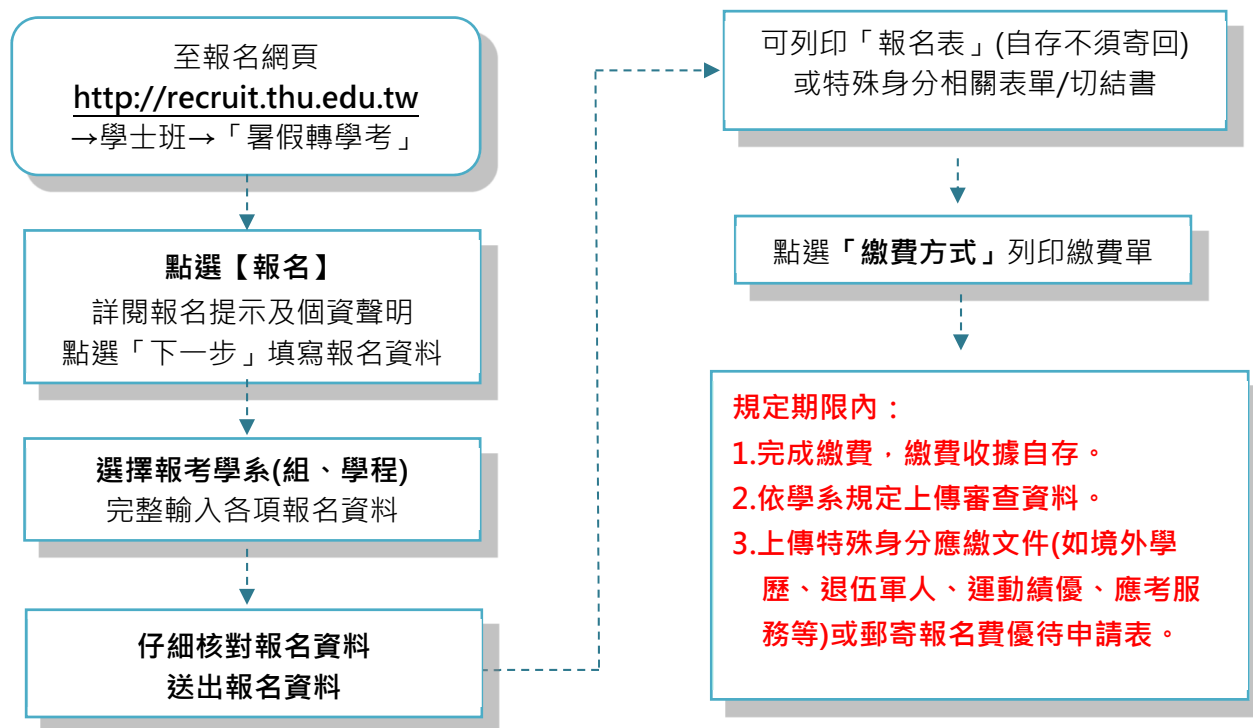 至報名網頁
http://recruit.thu.edu.tw
→學士班→「暑假轉學考」
點選【報名】
詳閱報名提示及個資聲明
點選「下一步」填寫報名資料
選擇報考學系(組、學程)
完整輸入各項報名資料
仔細核對報名資料
送出報名資料
可列印「報名表」(自存不須寄回)
或特殊身分相關表單/切結書
點選「繳費方式」列印繳費單
規定期限內：
1.完成繳費，繳費收據自存。
2.依學系規定上傳審查資料。
3.上傳特殊身分應繳文件(如境外學
歷、退伍軍人、運動績優、應考服
務等)或郵寄報名費優待申請表。